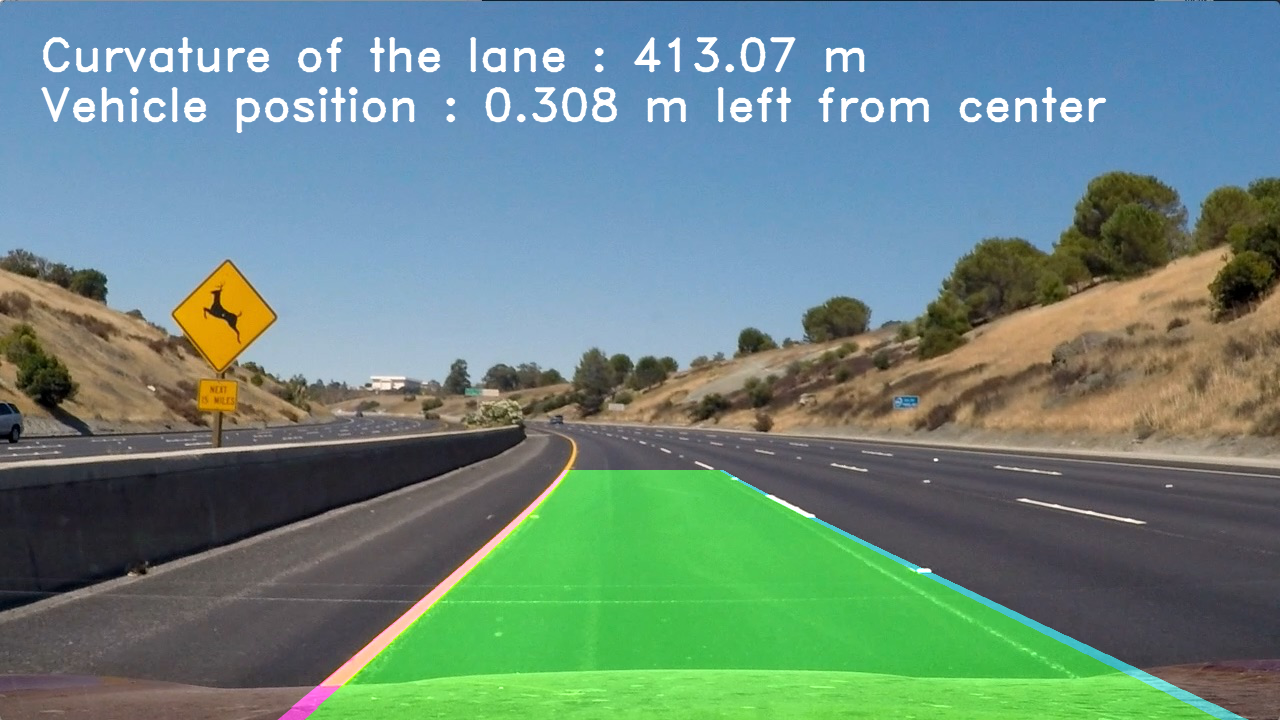 Curvature of the lane : 413.07 m
Vehicle position : 0.308 m left from center
NEXT
15 MILES